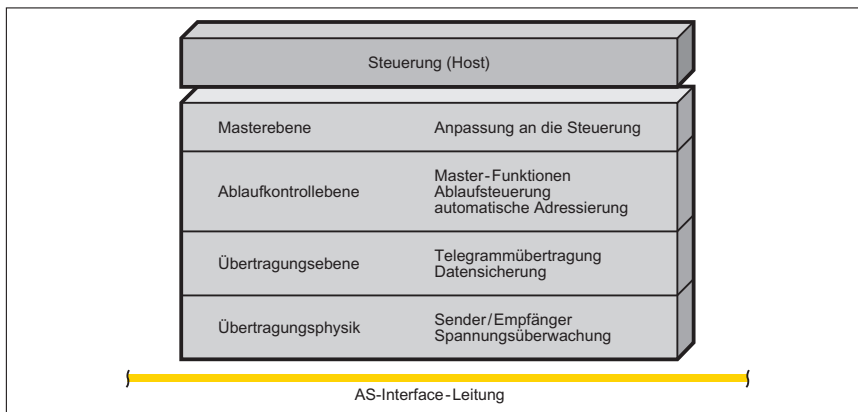 Steuerung (Host)
Masterebene Anpassung an die Steuerung
Ablaufkontrollebene Master-Funktionen
Ablaufsteuerung
automatische Adressierung
Übertragungsebene Telegrammübertragung
Datensicherung
Übertragungsphysik Sender/Empfänger
Spannungsüberwachung
AS-Interface-Leitung